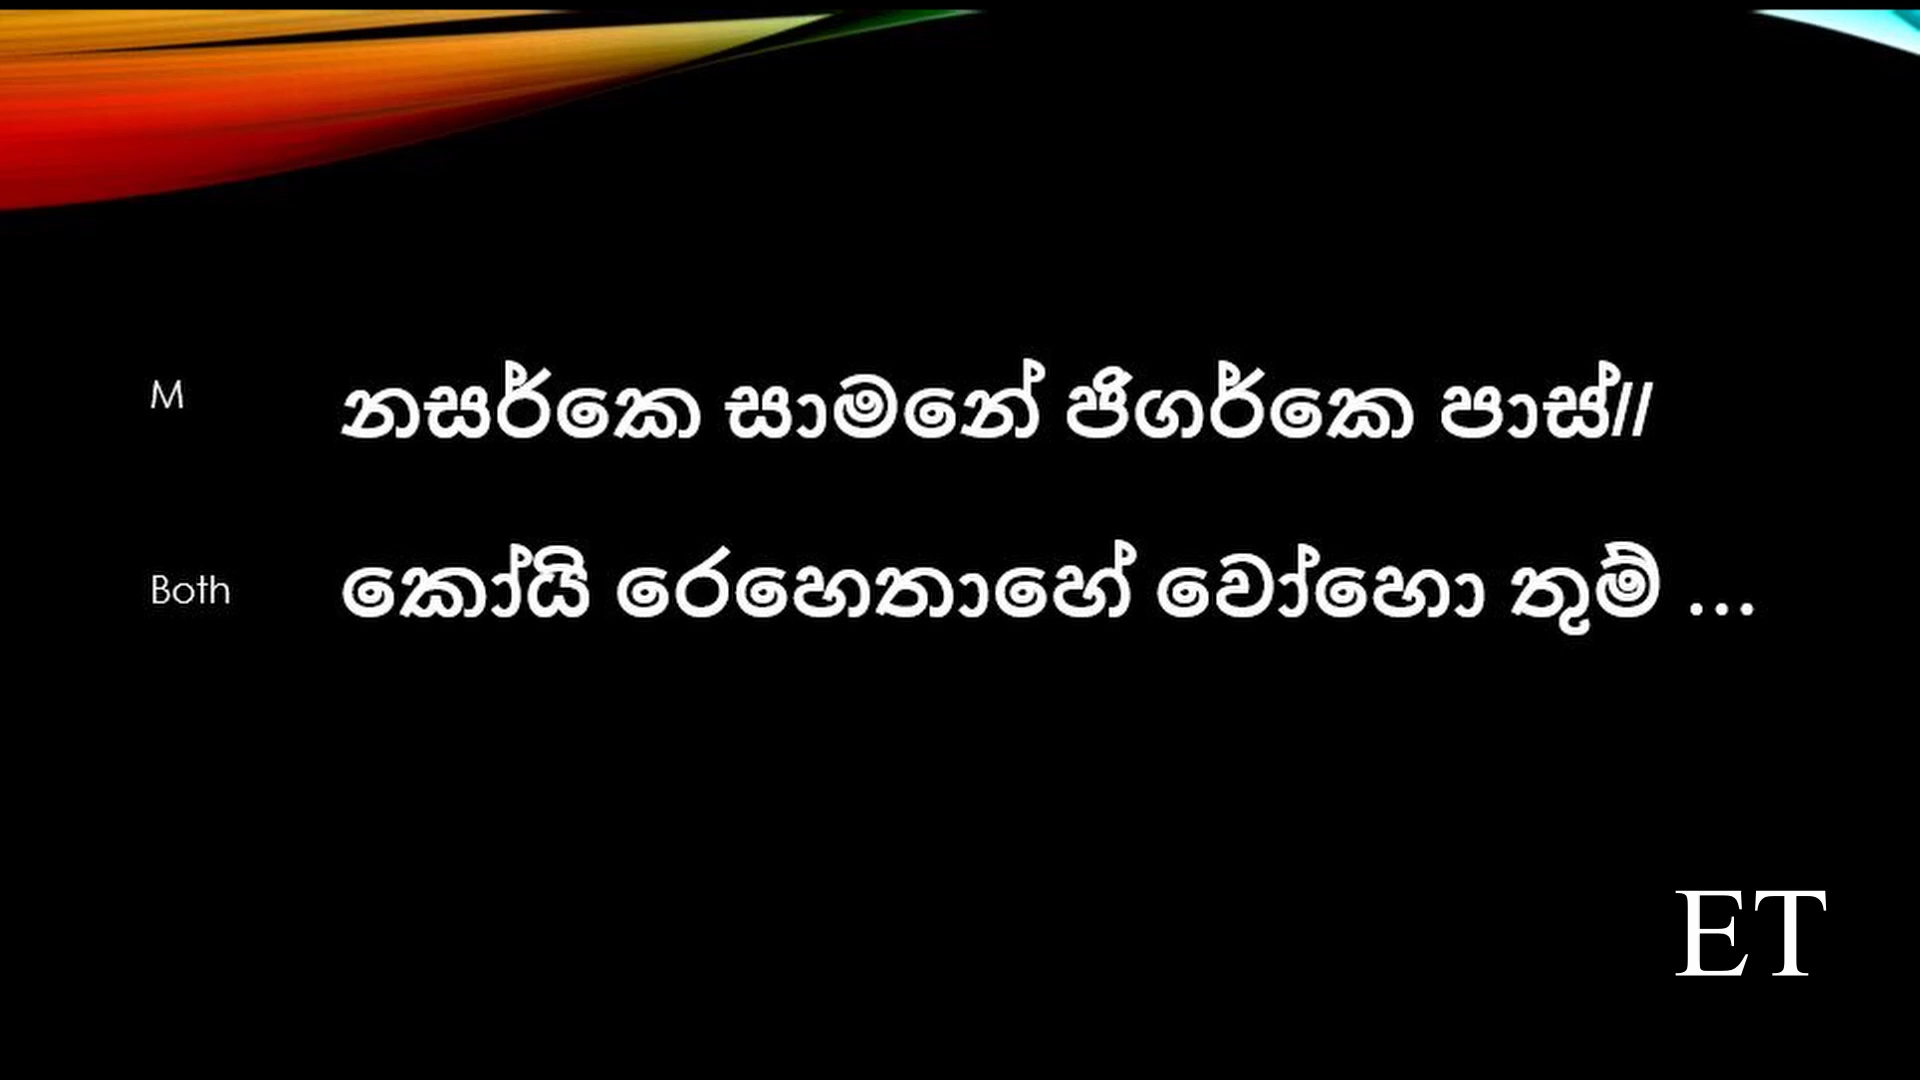 M නසර්කෙ සාමනේ ජිගර්කෙ පාස්//
Both කෝයි රෙහෙතාහේ වෝහො තුම් ...
ET